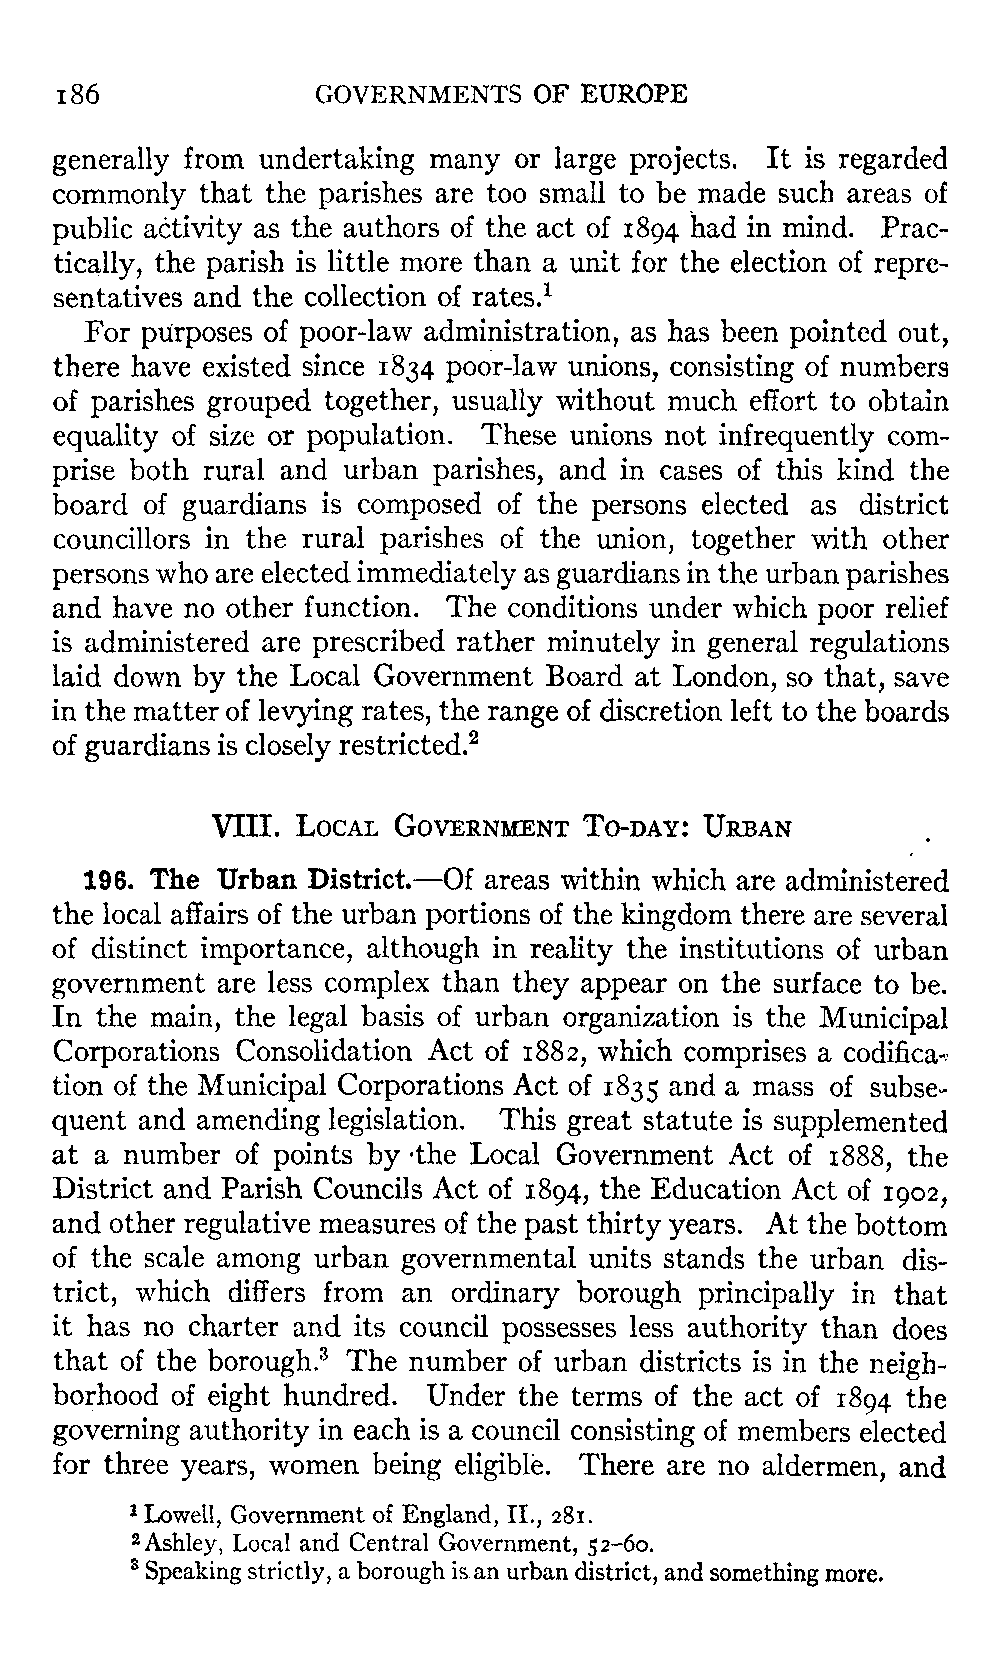 186 GOVERNMENTS OF EUROPE
generally from undertaking many or large projects. It is regarded
commonly that the parishes are too small to be made such areas of
public activity as the authors of the act of 1894 had in mind. Prac-
tically, the parish is little more than a unit for the election of repre-
sentatives and the collection of rates.¹
For purposes of poor-law administration, as has been pointed out,
there have existed since 1834 poor-law unions, consisting of numbers
of parishes grouped together, usually without much effort to obtain
equality of size or population. These unions not infrequently com-
prise both rural and urban parishes, and in cases of this kind the
board of guardians is composed of the persons elected as district
councillors in the rural parishes of the union, together with other
persons who are elected immediately as guardians in the urban parishes
and have no other function. The conditions under which poor relief
is administered are prescribed rather minutely in general regulations
laid down by the Local Government Board at London, so that, save
in the matter of levying rates, the range of discretion left to the boards
of guardians is closely restricted.²
VIII. Local Government To-day: Urban
196. The Urban District.—Of areas within which are administered
the local affairs of the urban portions of the kingdom there are several
of distinct importance, although in reality the institutions of urban
government are less complex than they appear on the surface to be.
In the main, the legal basis of urban organization is the Municipal
Corporations Consolidation Act of 1882, which comprises a codifica-
tion of the Municipal Corporations Act of 1835 and a mass of subse-
quent and amending legislation. This great statute is supplemented
at a number of points by the Local Government Act of 1888, the
District and Parish Councils Act of 1894, the Education Act of 1902,
and other regulative measures of the past thirty years. At the bottom
of the scale among urban governmental units stands the urban dis-
trict, which differs from an ordinary borough principally in that
it has no charter and its council possesses less authority than does
that of the borough.³ The number of urban districts is in the neigh-
borhood of eight hundred. Under the terms of the act of 1894 the
governing authority in each is a council consisting of members elected
for three years, women being eligible. There are no aldermen, and
¹ Lowell, Government of England, II., 281.
² Ashley, Local and Central Government, 52–60.
³ Speaking strictly, a borough is an urban district, and something more.